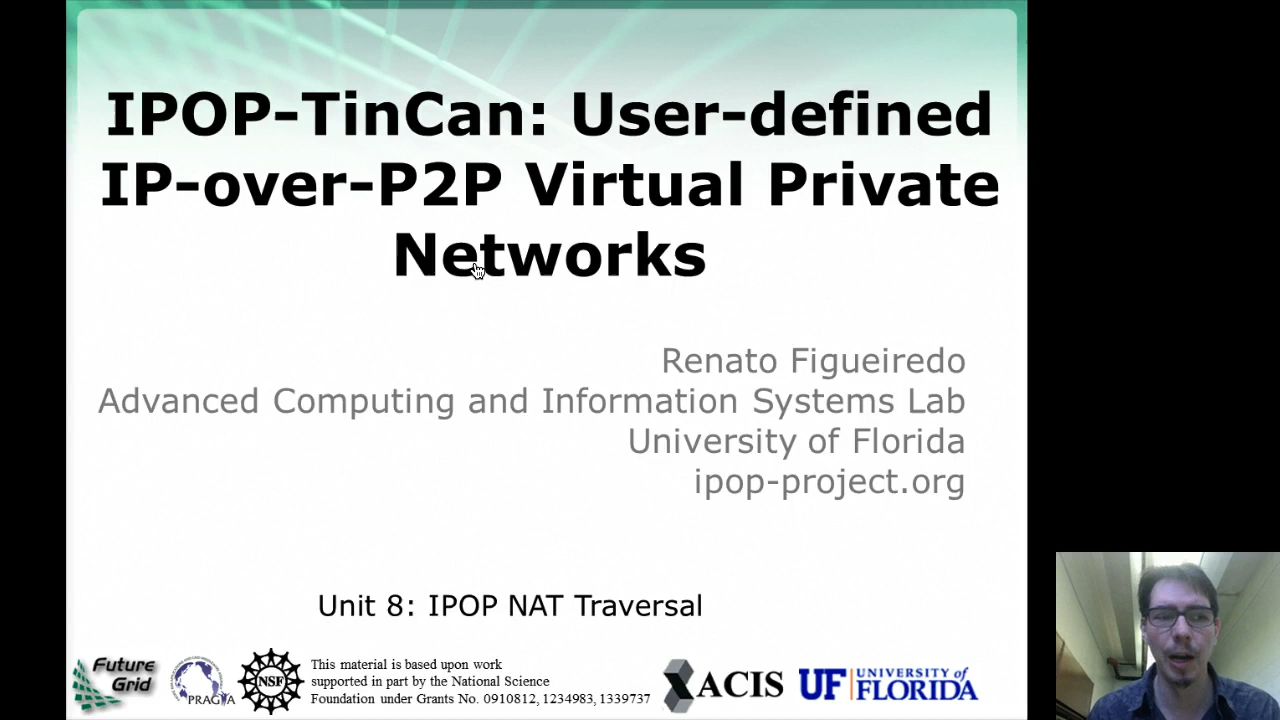 IPOP-TinCan: User-defined
IP-over-P2P Virtual Private
Networks
Renato Figueiredo
Advanced Computing and Information Systems Lab
University of Florida
ipop-project.org
Unit 8: IPOP NAT Traversal
Future
Grid
PRAGMA
NSF
This material is based upon work
supported in part by the National Science
Foundation under Grants No. 0910812, 1234983, 1339737
ACIS
UF UNIVERSITY of
FLORIDA